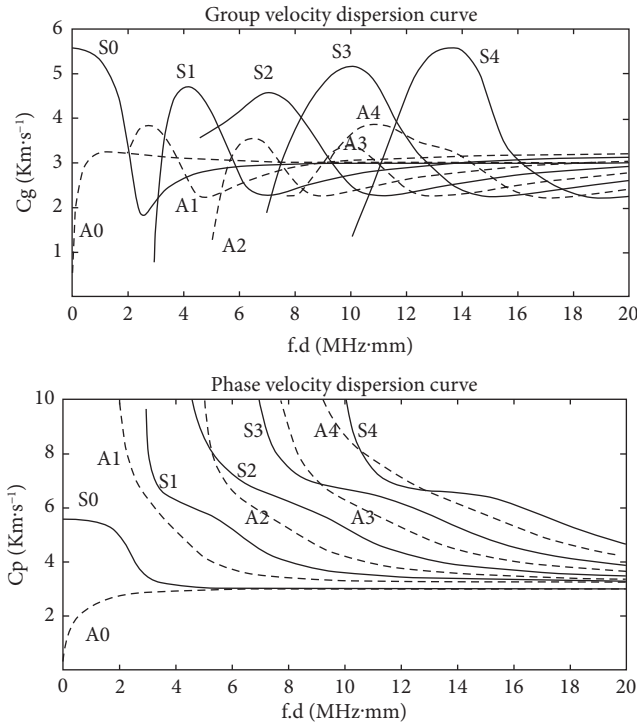 Group velocity dispersion curve
6
5
4
3
2
1
Cg (Km·s⁻¹)
S0
S1
S2
S3
S4
A4
A3
A1
A0
A2
0
2
4
6
8
10
12
14
16
18
20
f.d (MHz·mm)
Phase velocity dispersion curve
10
8
6
4
2
Cp (Km·s⁻¹)
S3
A4
S4
A1
S1
S2
S0
A2
A3
A0
0
2
4
6
8
10
12
14
16
18
20
f.d (MHz·mm)